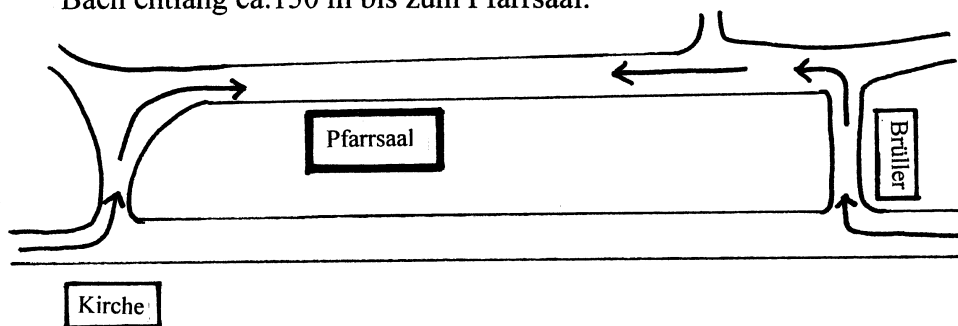 Bach entlang ca.150 m bis zum Pfarrsaal.
Pfarrsaal
Brüller
Kirche